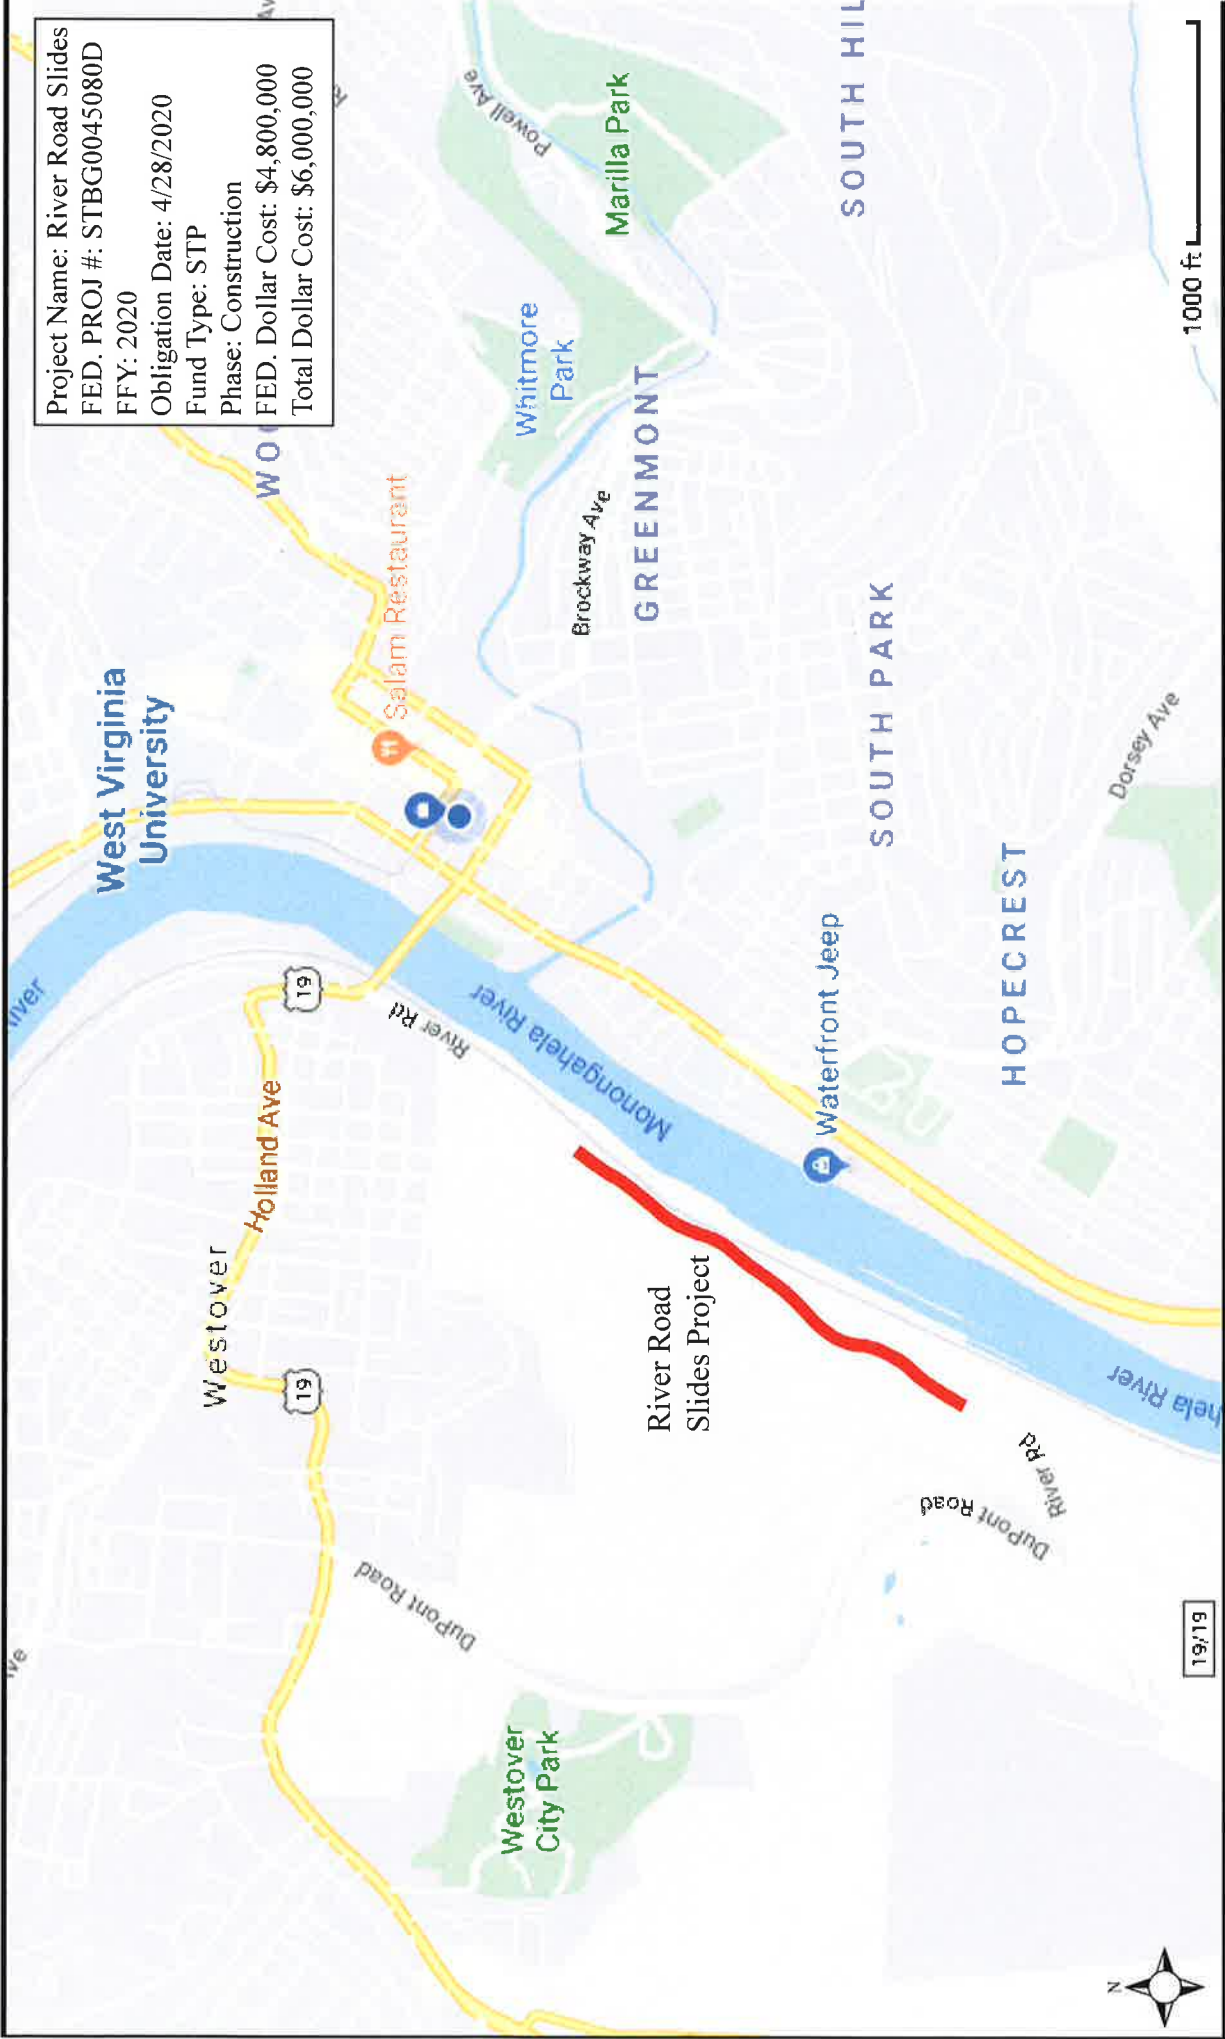 Project Name: River Road Slides
FED. PROJ #: STBG0045080D
FFY: 2020
Obligation Date: 4/28/2020
Fund Type: STP
Phase: Construction
FED. Dollar Cost: $4,800,000
Total Dollar Cost: $6,000,000
West Virginia
University
Westover
19
Holland Ave
19
Salam Restaurant
Powell Ave
Marilla Park
Whitmore
Park
River Rd
Monongahela River
Brockway Ave
GREENMONT
DuPont Road
Westover
City Park
River Road
Slides Project
Waterfront Jeep
SOUTH PARK
SOUTH HIL
HOPECREST
Dorsey Ave
DuPont Road
River Rd
hela River
19/19
N
1000 ft